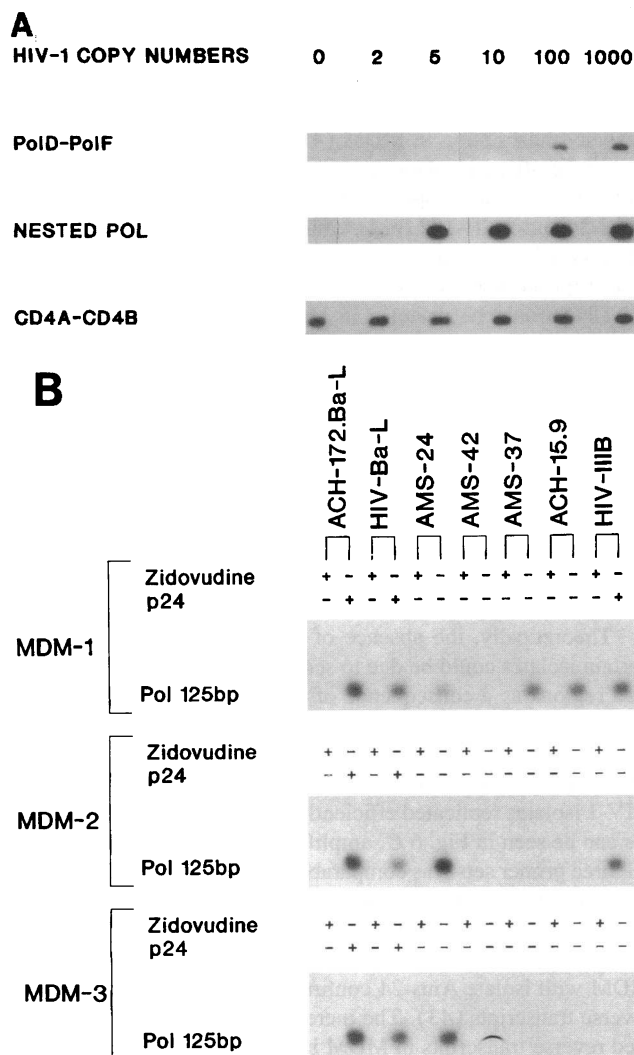 A
HIV-1 COPY NUMBERS 0 2 5 10 100 1000
PolD-PolF
NESTED POL
CD4A-CD4B
B
ACH-172.Ba-L
HIV-Ba-L
AMS-24
AMS-42
AMS-37
ACH-15.9
HIV-IIIB
MDM-1
Zidovudine + - + - + - + - + - + - + -
p24 - + - + - - - - - - - - - +
Pol 125bp
MDM-2
Zidovudine + - + - + - + - + - + - + -
p24 - + - + - - - - - - - - - -
Pol 125bp
MDM-3
Zidovudine + - + - + - + - + - + - + -
p24 - + - + - - - - - - - - - -
Pol 125bp